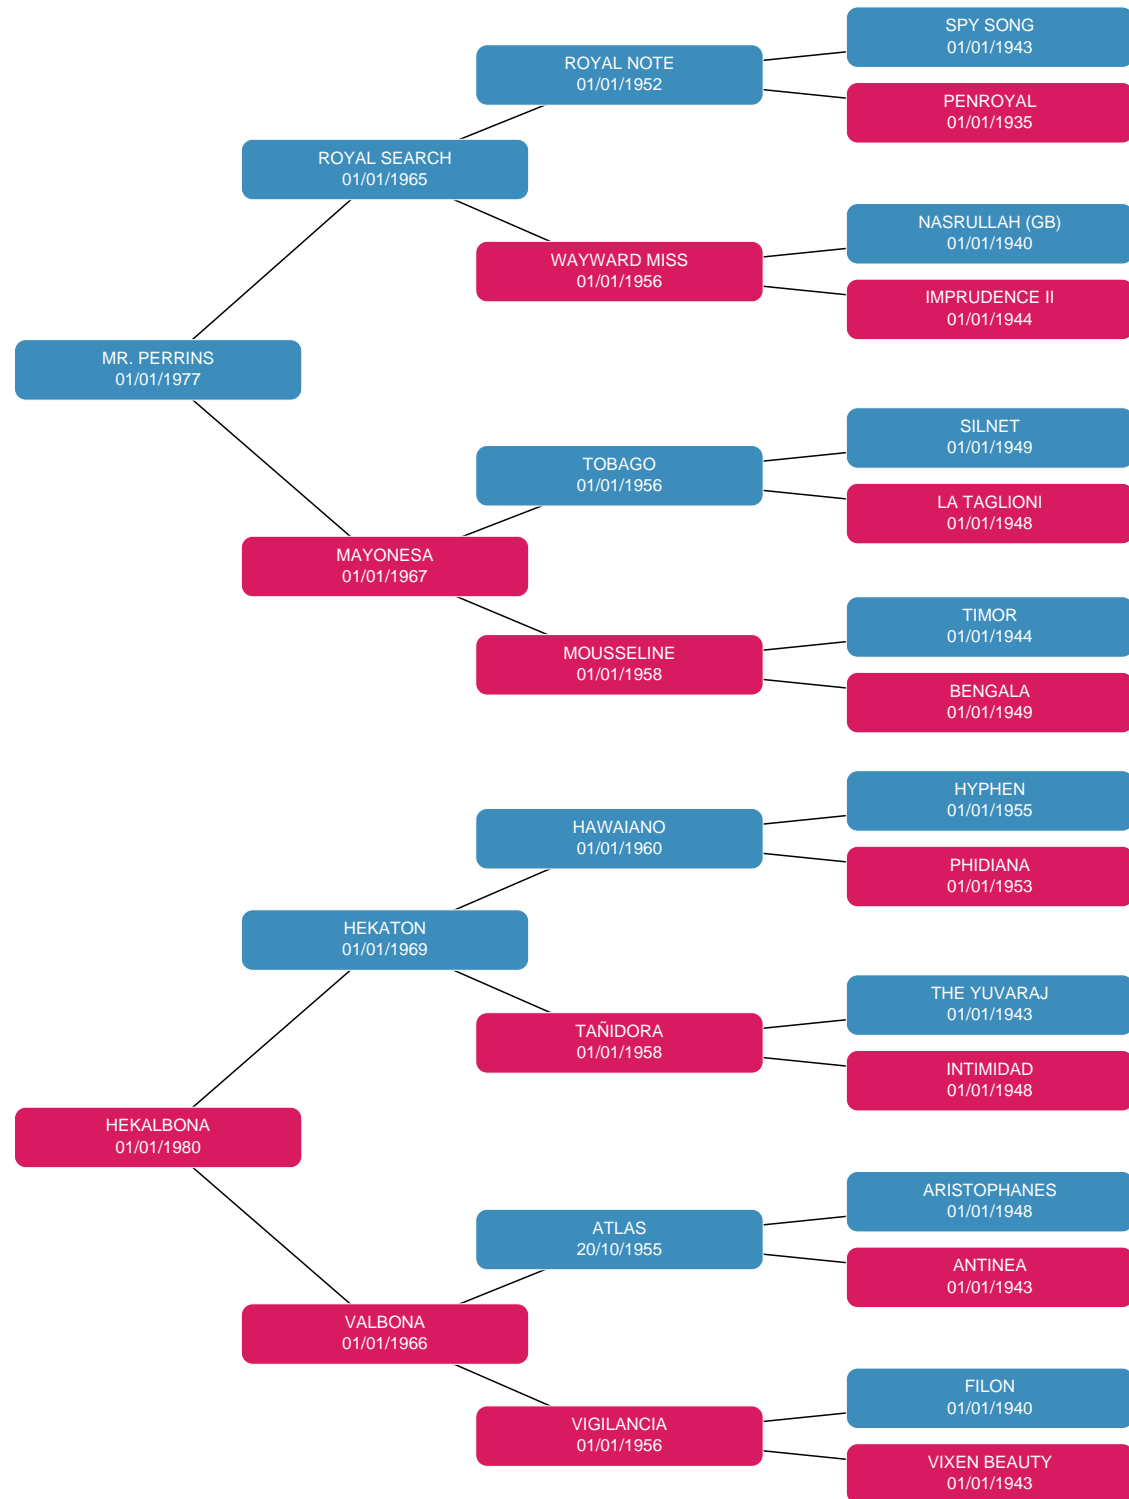 SPY SONG
01/01/1943
ROYAL NOTE
01/01/1952
PENROYAL
01/01/1935
ROYAL SEARCH
01/01/1965
NASRULLAH (GB)
01/01/1940
WAYWARD MISS
01/01/1956
IMPRUDENCE II
01/01/1944
MR. PERRINS
01/01/1977
SILNET
01/01/1949
TOBAGO
01/01/1956
LA TAGLIONI
01/01/1948
MAYONESA
01/01/1967
TIMOR
01/01/1944
MOUSSELINE
01/01/1958
BENGALA
01/01/1949
HYPHEN
01/01/1955
HAWAIANO
01/01/1960
PHIDIANA
01/01/1953
HEKATON
01/01/1969
THE YUVARAJ
01/01/1943
TAÑIDORA
01/01/1958
INTIMIDAD
01/01/1948
HEKALBONA
01/01/1980
ARISTOPHANES
01/01/1948
ATLAS
20/10/1955
ANTINEA
01/01/1943
VALBONA
01/01/1966
FILON
01/01/1940
VIGILANCIA
01/01/1956
VIXEN BEAUTY
01/01/1943